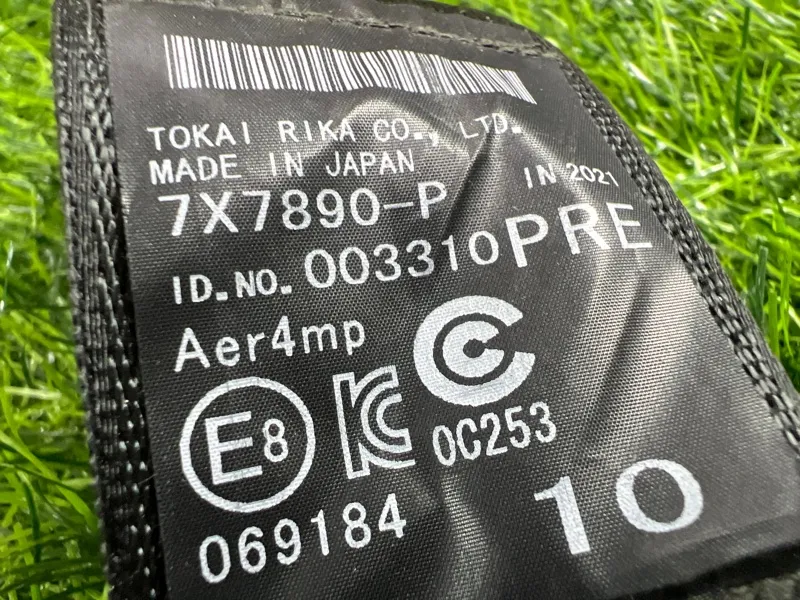 TOKAI RIKA CO., LTD.
MADE IN JAPAN IN 2021
7X7890-P
ID.NO. 003310 PRE
Aer4mp
E8 KC C 0C253
069184
10